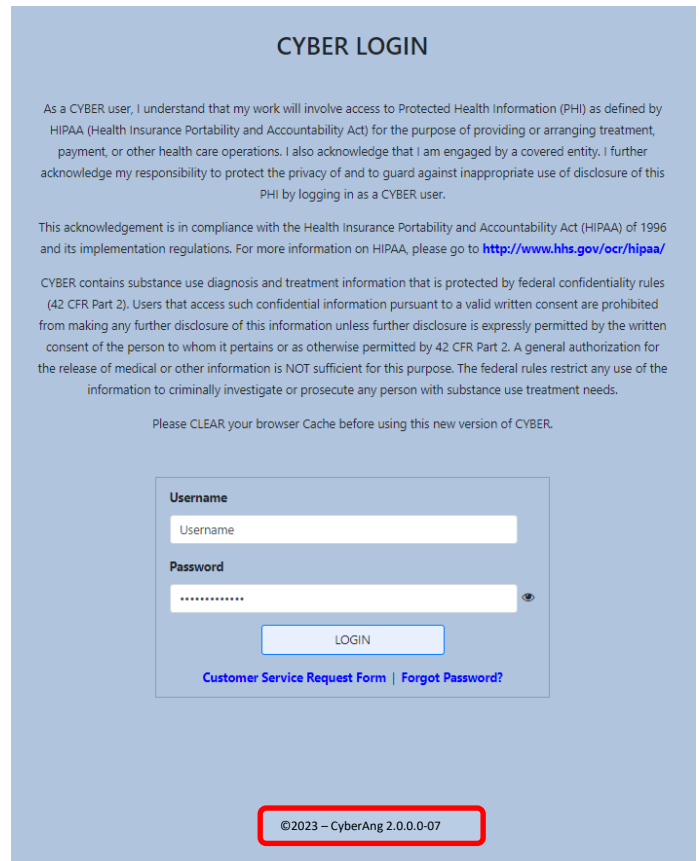 CYBER LOGIN
As a CYBER user, I understand that my work will involve access to Protected Health Information (PHI) as defined by
HIPAA (Health Insurance Portability and Accountability Act) for the purpose of providing or arranging treatment,
payment, or other health care operations. I also acknowledge that I am engaged by a covered entity. I further
acknowledge my responsibility to protect the privacy of and to guard against inappropriate use of disclosure of this
PHI by logging in as a CYBER user.
This acknowledgement is in compliance with the Health Insurance Portability and Accountability Act (HIPAA) of 1996
and its implementation regulations. For more information on HIPAA, please go to http://www.hhs.gov/ocr/hipaa/
CYBER contains substance use diagnosis and treatment information that is protected by federal confidentiality rules
(42 CFR Part 2). Users that access such confidential information pursuant to a valid written consent are prohibited
from making any further disclosure of this information unless further disclosure is expressly permitted by the written
consent of the person to whom it pertains or as otherwise permitted by 42 CFR Part 2. A general authorization for
the release of medical or other information is NOT sufficient for this purpose. The federal rules restrict any use of the
information to criminally investigate or prosecute any person with substance use treatment needs.
Please CLEAR your browser Cache before using this new version of CYBER.
Username
Username
Password
•••••••••••••
LOGIN
Customer Service Request Form | Forgot Password?
©2023 – CyberAng 2.0.0.0-07